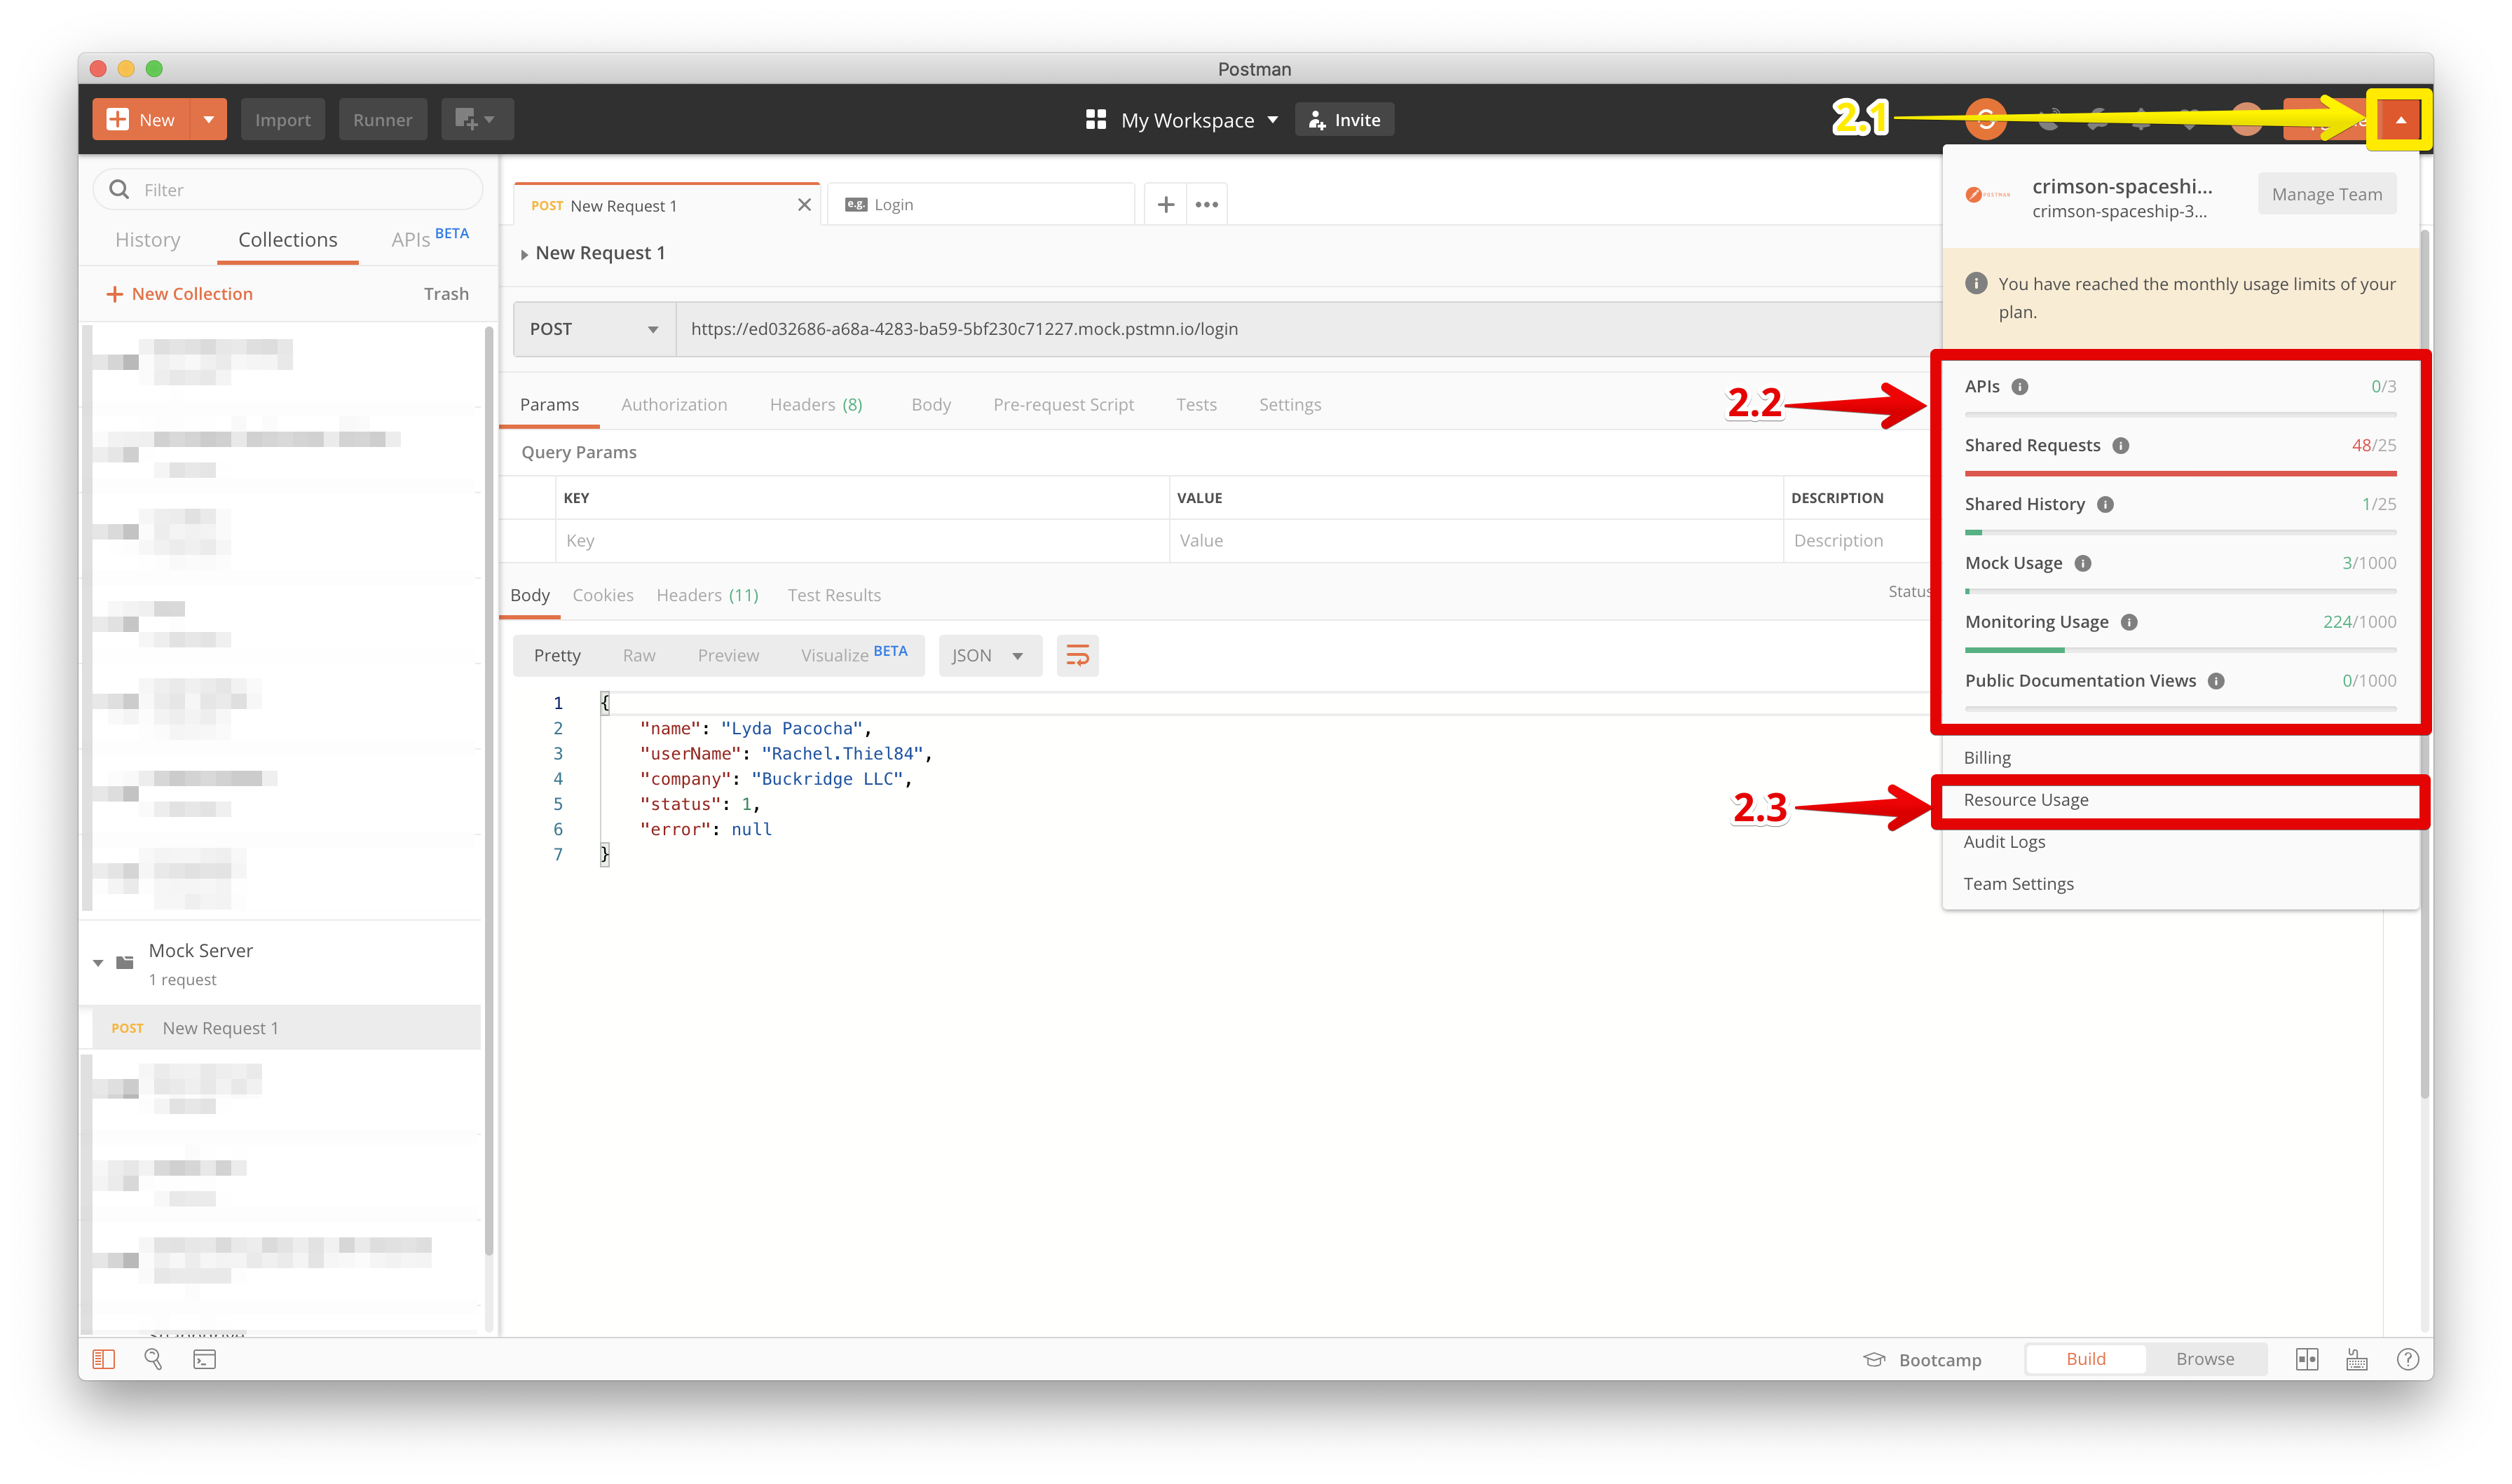 Postman
New
Import
Runner
My Workspace
Invite
2.1
Filter
History
Collections
APIs BETA
New Collection
Trash
Mock Server
1 request
POST New Request 1
POST New Request 1
e.g. Login
New Request 1
POST
https://ed032686-a68a-4283-ba59-5bf230c71227.mock.pstmn.io/login
Params
Authorization
Headers (8)
Body
Pre-request Script
Tests
Settings
Query Params
KEY
VALUE
DESCRIPTION
Key
Value
Description
Body
Cookies
Headers (11)
Test Results
Status
Pretty
Raw
Preview
Visualize BETA
JSON
1 {
2 "name": "Lyda Pacocha",
3 "userName": "Rachel.Thiel84",
4 "company": "Buckridge LLC",
5 "status": 1,
6 "error": null
7 }
POSTMAN
crimson-spaceshi...
crimson-spaceship-3...
Manage Team
You have reached the monthly usage limits of your
plan.
2.2
APIs 0/3
Shared Requests 48/25
Shared History 1/25
Mock Usage 3/1000
Monitoring Usage 224/1000
Public Documentation Views 0/1000
Billing
2.3
Resource Usage
Audit Logs
Team Settings
Bootcamp
Build
Browse